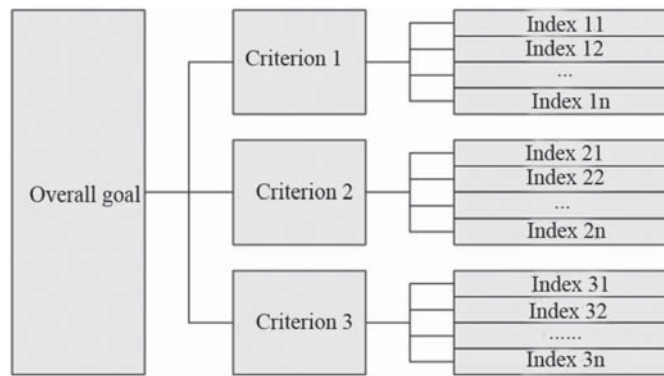 Overall goal
Criterion 1
Index 11
Index 12
...
Index 1n
Criterion 2
Index 21
Index 22
...
Index 2n
Criterion 3
Index 31
Index 32
......
Index 3n